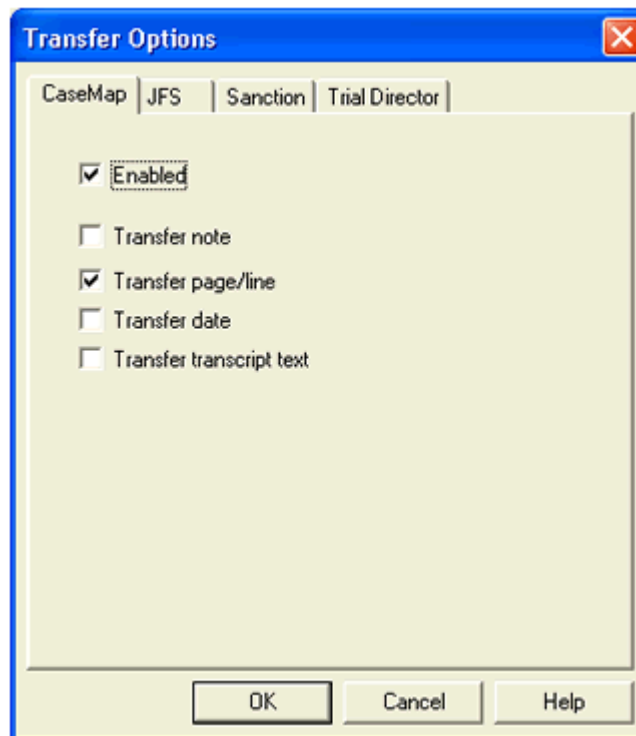 Transfer Options
CaseMap JFS Sanction Trial Director
Enabled
Transfer note
Transfer page/line
Transfer date
Transfer transcript text
OK Cancel Help